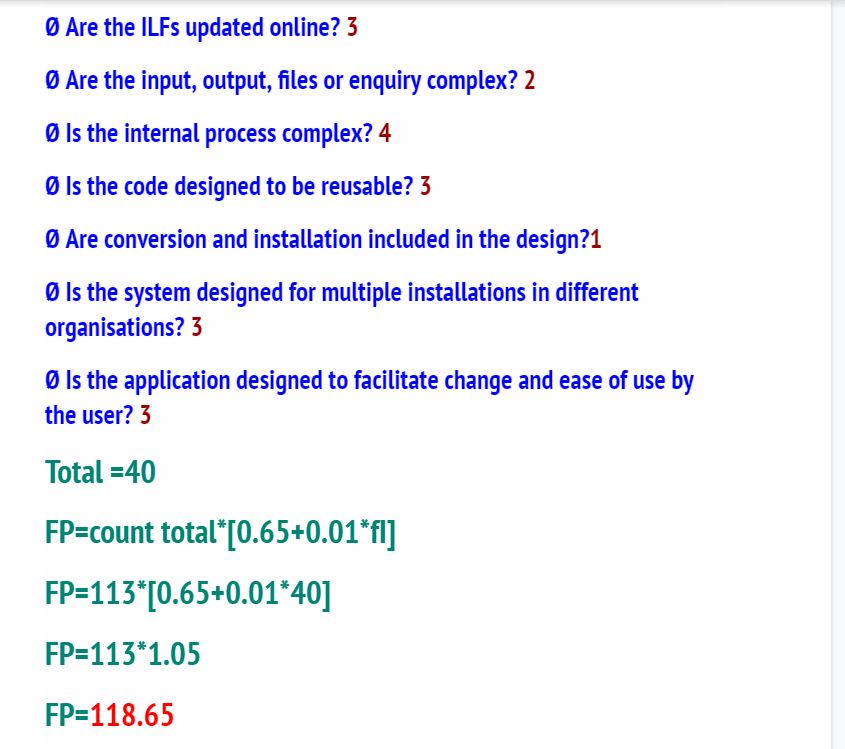 Ø Are the ILFs updated online? 3
Ø Are the input, output, files or enquiry complex? 2
Ø Is the internal process complex? 4
Ø Is the code designed to be reusable? 3
Ø Are conversion and installation included in the design?1
Ø Is the system designed for multiple installations in different
organisations? 3
Ø Is the application designed to facilitate change and ease of use by
the user? 3
Total =40
FP=count total*[0.65+0.01*fI]
FP=113*[0.65+0.01*40]
FP=113*1.05
FP=118.65